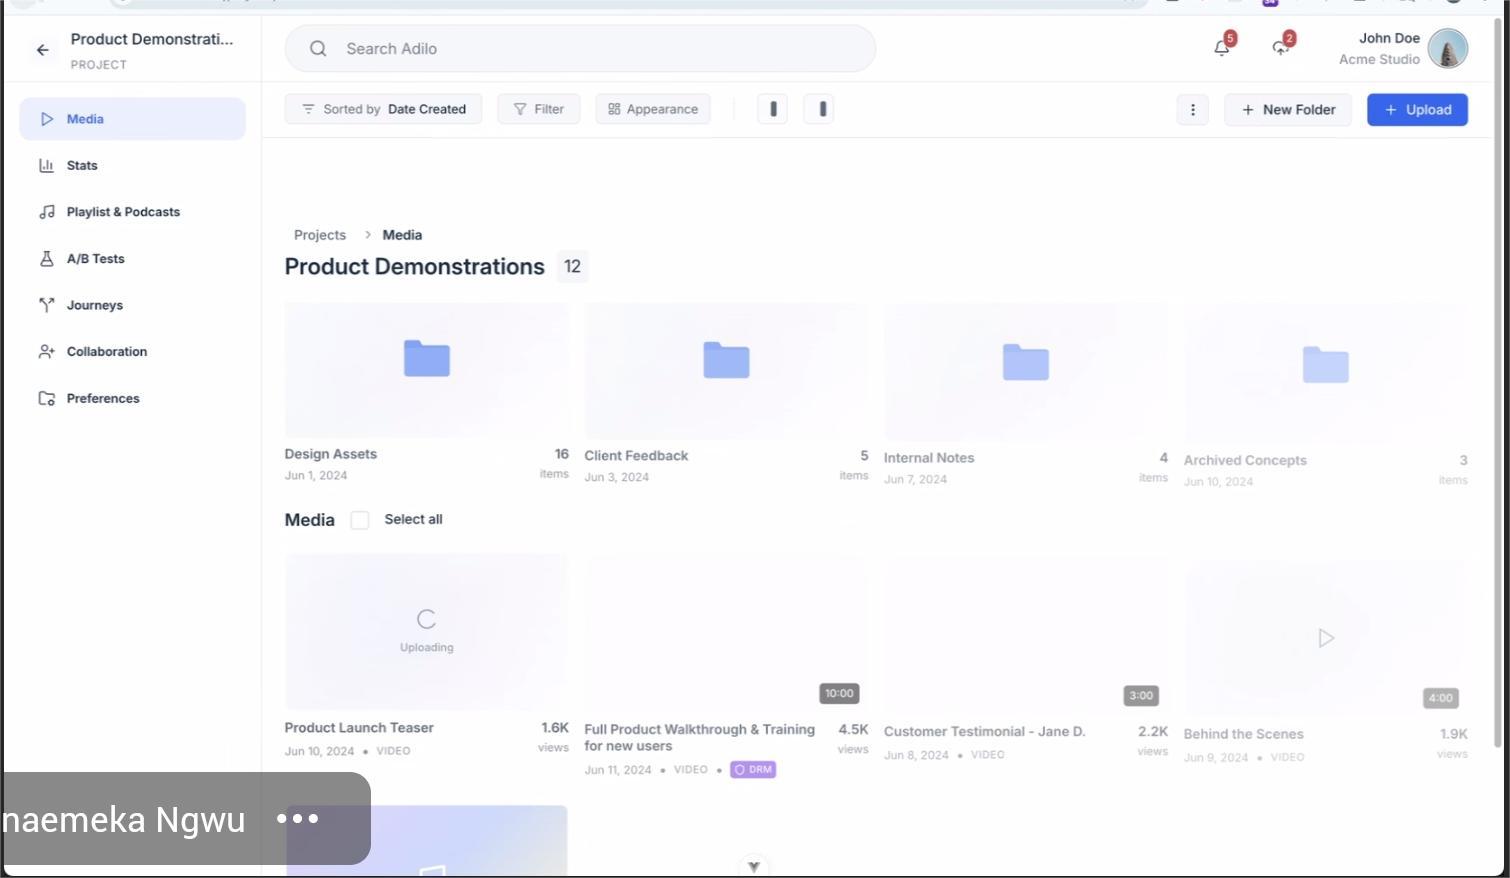 Product Demonstrati...
PROJECT
Search Adilo
5
2
John Doe
Acme Studio
Media
Stats
Playlist & Podcasts
A/B Tests
Journeys
Collaboration
Preferences
Sorted by Date Created
Filter
Appearance
New Folder
Upload
Projects > Media
Product Demonstrations 12
Design Assets 16
Jun 1, 2024 items
Client Feedback 5
Jun 3, 2024 items
Internal Notes 4
Jun 7, 2024 items
Archived Concepts 3
Jun 10, 2024 items
Media Select all
Uploading
Product Launch Teaser 1.6K
Jun 10, 2024 • VIDEO views
10:00
Full Product Walkthrough & Training 4.5K
for new users views
Jun 11, 2024 • VIDEO • DRM
3:00
Customer Testimonial - Jane D. 2.2K
Jun 8, 2024 • VIDEO views
4:00
Behind the Scenes 1.9K
Jun 9, 2024 • VIDEO views
naemeka Ngwu